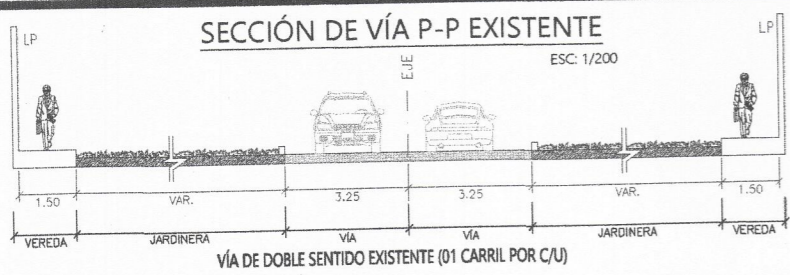 SECCIÓN DE VÍA P-P EXISTENTE
LP
LP
EJE
ESC: 1/200
1.50 VAR. 3.25 3.25 VAR. 1.50
VEREDA JARDINERA VÍA VÍA JARDINERA VEREDA
VÍA DE DOBLE SENTIDO EXISTENTE (01 CARRIL POR C/U)